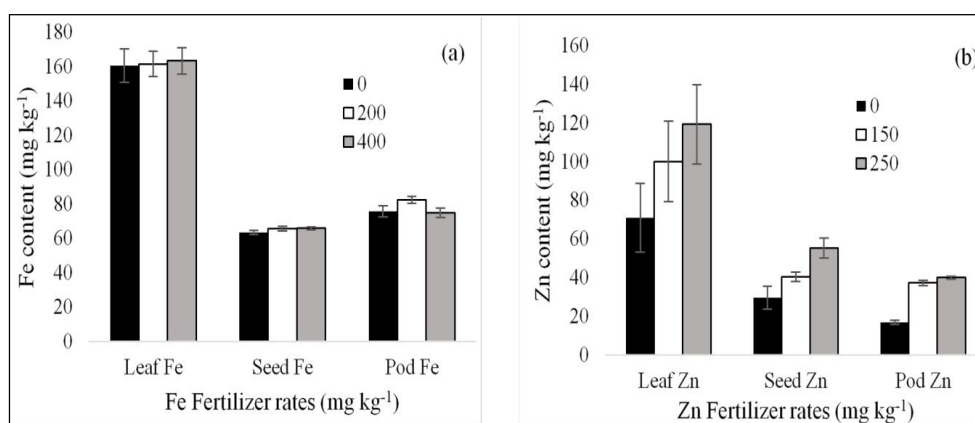 180
160
140
120
100
80
60
40
20
0
Fe content (mg kg-1)
(a)
0
200
400
Leaf Fe
Seed Fe
Pod Fe
Fe Fertilizer rates (mg kg-1)
160
140
120
100
80
60
40
20
0
Zn content (mg kg-1)
(b)
0
150
250
Leaf Zn
Seed Zn
Pod Zn
Zn Fertilizer rates (mg kg-1)